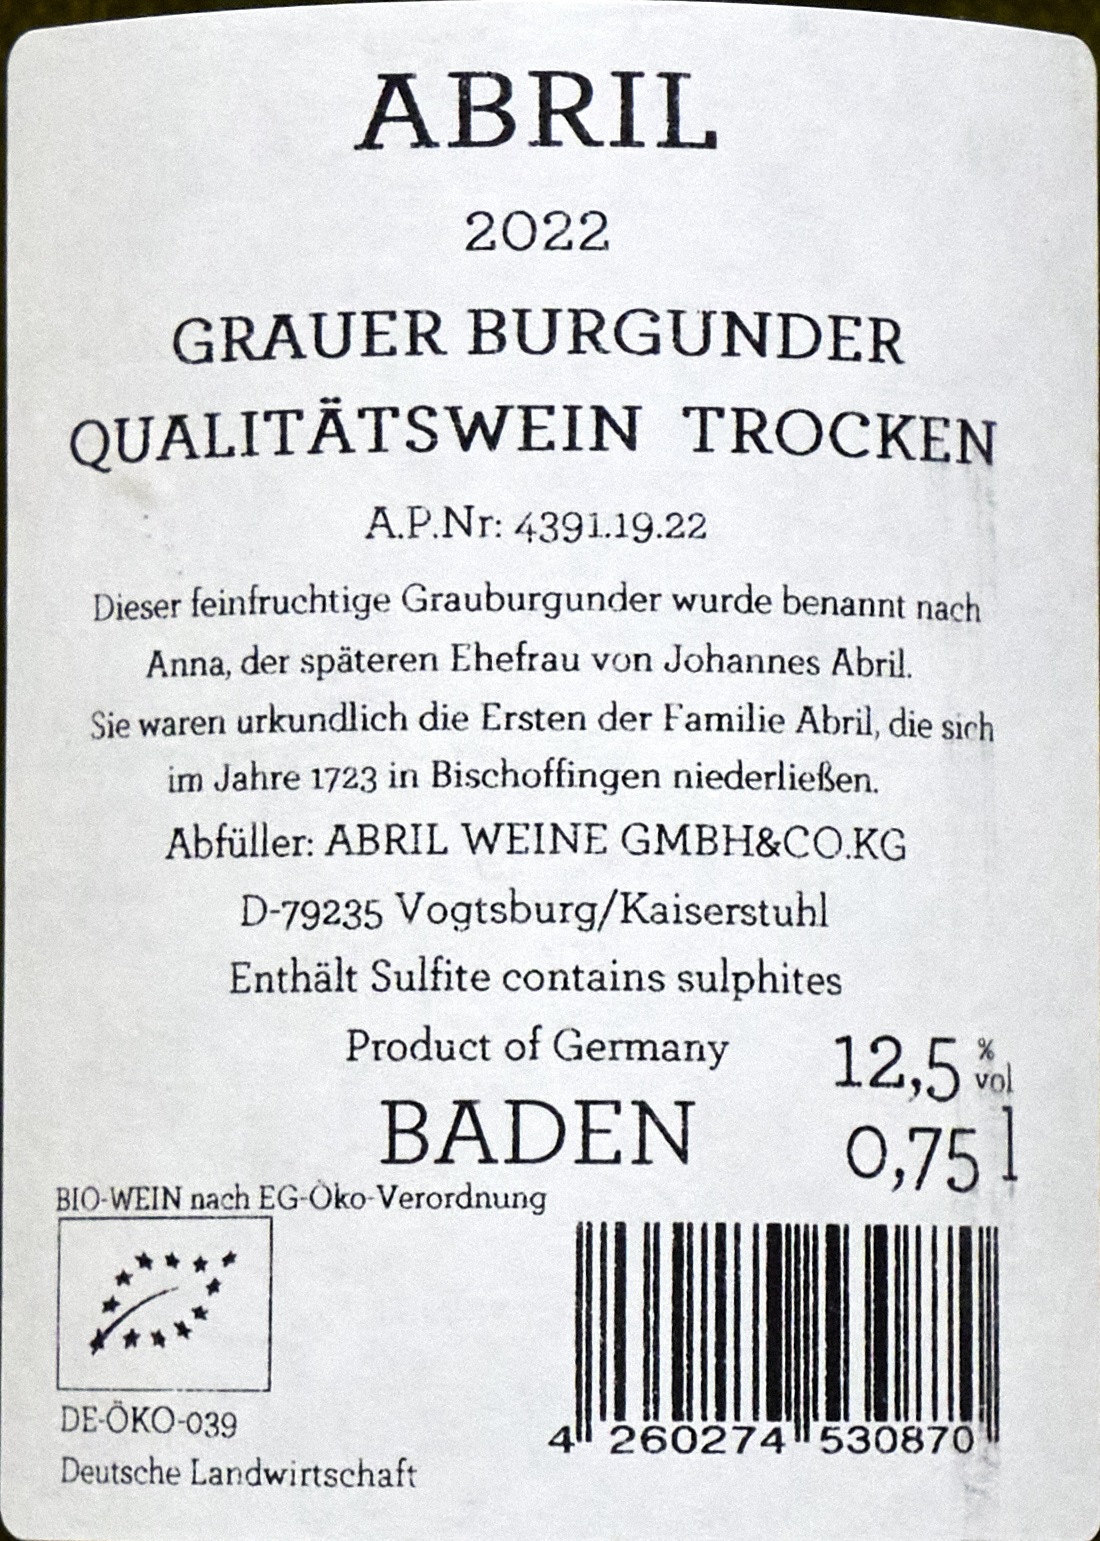 ABRIL
2022
GRAUER BURGUNDER
QUALITÄTSWEIN TROCKEN
A.P.Nr: 4391.19.22
Dieser feinfruchtige Grauburgunder wurde benannt nach
Anna, der späteren Ehefrau von Johannes Abril.
Sie waren urkundlich die Ersten der Familie Abril, die sich
im Jahre 1723 in Bischoffingen niederließen.
Abfüller: ABRIL WEINE GMBH&CO.KG
D-79235 Vogtsburg/Kaiserstuhl
Enthält Sulfite contains sulphites
Product of Germany
12,5 % vol
BADEN
0,75 l
BIO-WEIN nach EG-Öko-Verordnung
DE-ÖKO-039
Deutsche Landwirtschaft
4 260274 530870